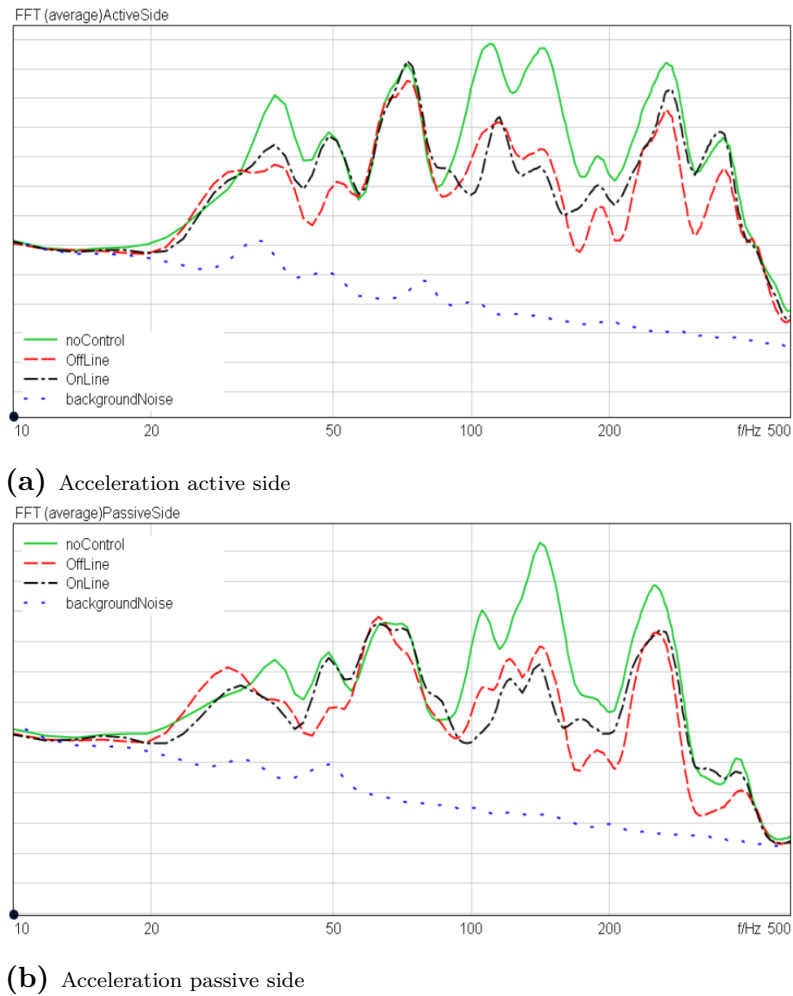 FFT (average)ActiveSide
noControl
OffLine
OnLine
backgroundNoise
10 20 50 100 200 f/Hz 500
(a) Acceleration active side
FFT (average)PassiveSide
noControl
OffLine
OnLine
backgroundNoise
10 20 50 100 200 f/Hz 500
(b) Acceleration passive side